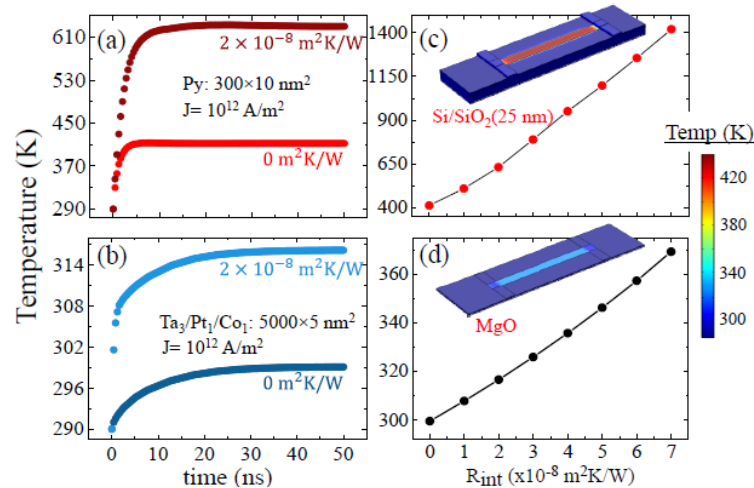 Temperature (K)
610
530
450
370
290
(a)
2 × 10⁻⁸ m²K/W
Py: 300×10 nm²
J= 10¹² A/m²
0 m²K/W
314
308
302
296
290
(b)
2 × 10⁻⁸ m²K/W
Ta₃/Pt₁/Co₁: 5000×5 nm²
J= 10¹² A/m²
0 m²K/W
0 10 20 30 40 50
time (ns)
1400
1150
900
650
400
(c)
Si/SiO₂(25 nm)
360
340
320
300
(d)
MgO
0 1 2 3 4 5 6 7
R_int (x10⁻⁸ m²K/W)
Temp (K)
420
380
340
300